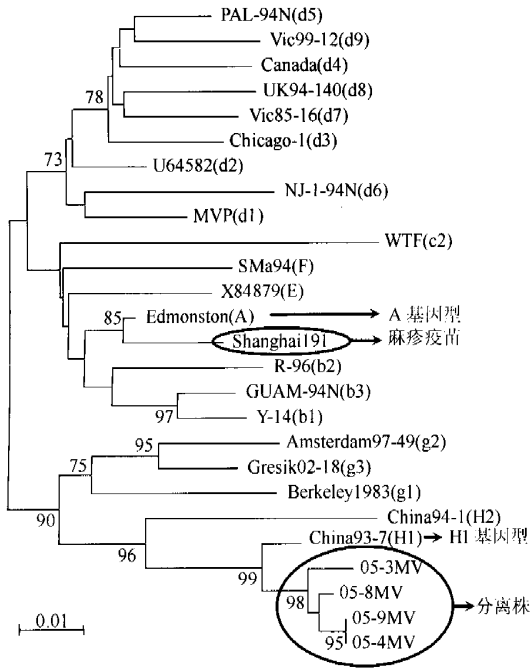 PAL-94N(d5)
Vic99-12(d9)
Canada(d4)
UK94-140(d8)
78
Vic85-16(d7)
Chicago-1(d3)
73
U64582(d2)
NJ-1-94N(d6)
MVP(d1)
WTF(c2)
SMa94(F)
X84879(E)
85
Edmonston(A)
A 基因型
Shanghai191
麻疹疫苗
R-96(b2)
GUAM-94N(b3)
97
Y-14(b1)
95
Amsterdam97-49(g2)
75
Gresik02-18(g3)
Berkeley1983(g1)
90
China94-1(H2)
96
China93-7(H1)
H1 基因型
99
05-3MV
98
05-8MV
05-9MV
分离株
95
05-4MV
0.01